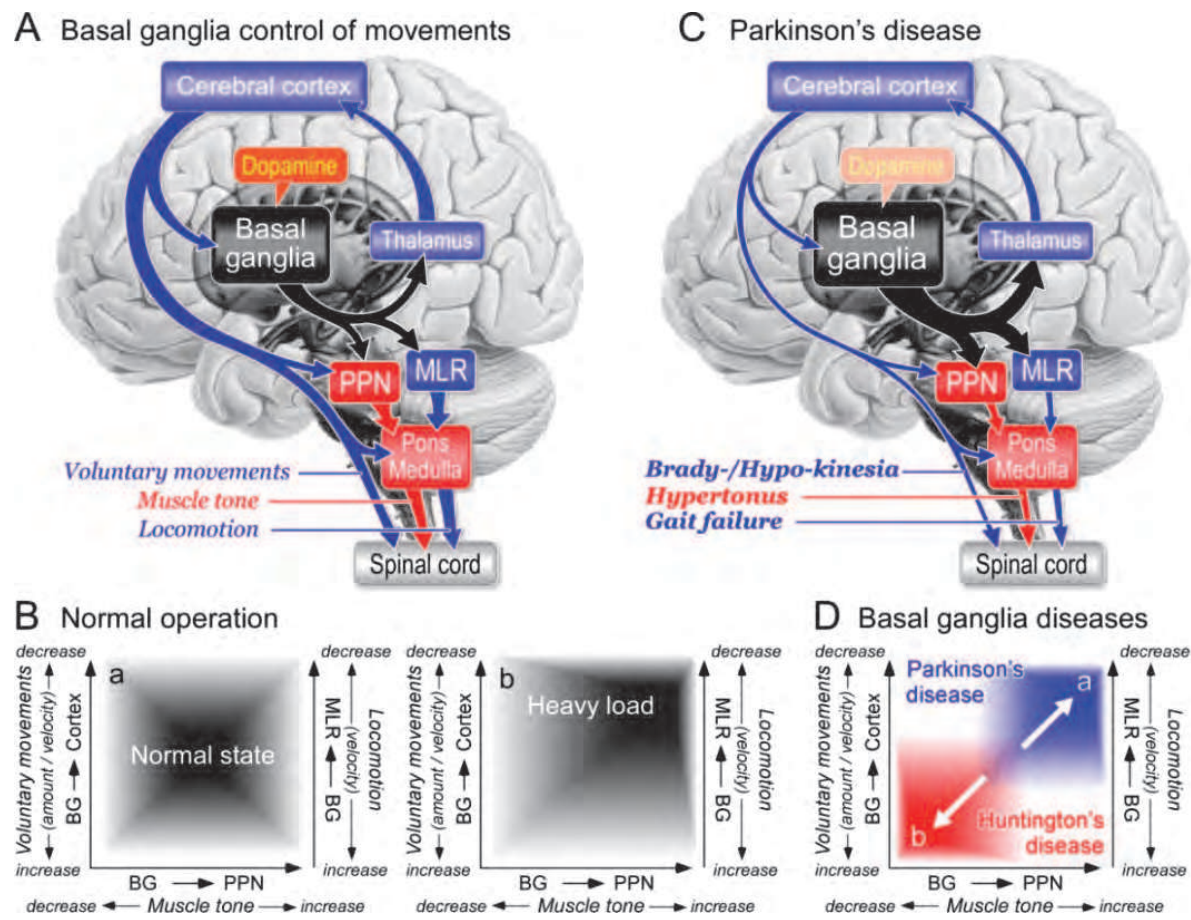 A Basal ganglia control of movements
Cerebral cortex
Dopamine
Basal
ganglia
Thalamus
PPN
MLR
Pons
Medulla
Voluntary movements
Muscle tone
Locomotion
Spinal cord
C Parkinson's disease
Cerebral cortex
Dopamine
Basal
ganglia
Thalamus
PPN
MLR
Pons
Medulla
Brady-/Hypo-kinesia
Hypertonus
Gait failure
Spinal cord
B Normal operation
decrease
Voluntary movements
(amount / velocity)
increase
BG → Cortex
a
Normal state
BG → PPN
decrease ← Muscle tone → increase
decrease
MLR
BG
Locomotion
(velocity)
increase
decrease
Voluntary movements
(amount / velocity)
increase
BG → Cortex
b
Heavy load
BG → PPN
decrease ← Muscle tone → increase
decrease
MLR
BG
Locomotion
(velocity)
increase
D Basal ganglia diseases
decrease
Voluntary movements
(amount / velocity)
increase
BG → Cortex
Parkinson's
disease
a
b
Huntington's
disease
BG → PPN
decrease ← Muscle tone → increase
decrease
MLR
BG
Locomotion
(velocity)
increase